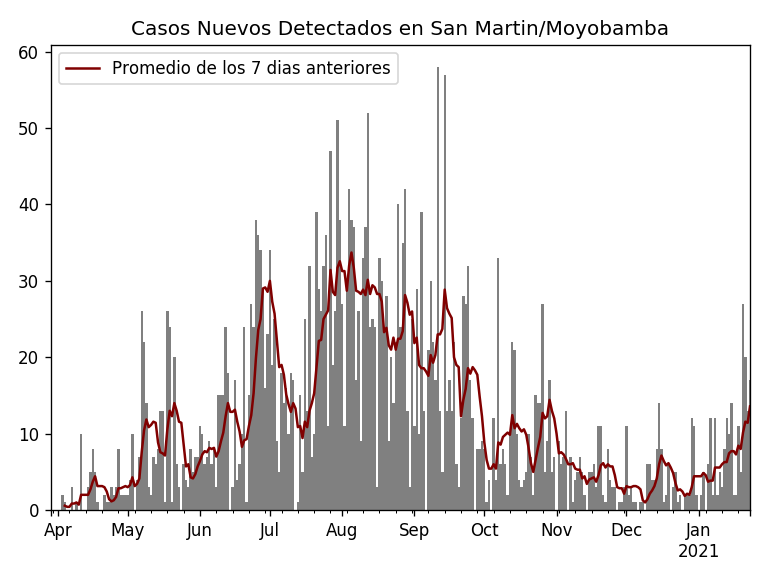 Casos Nuevos Detectados en San Martin/Moyobamba
Promedio de los 7 dias anteriores
60
50
40
30
20
10
0
Apr May Jun Jul Aug Sep Oct Nov Dec Jan
2021